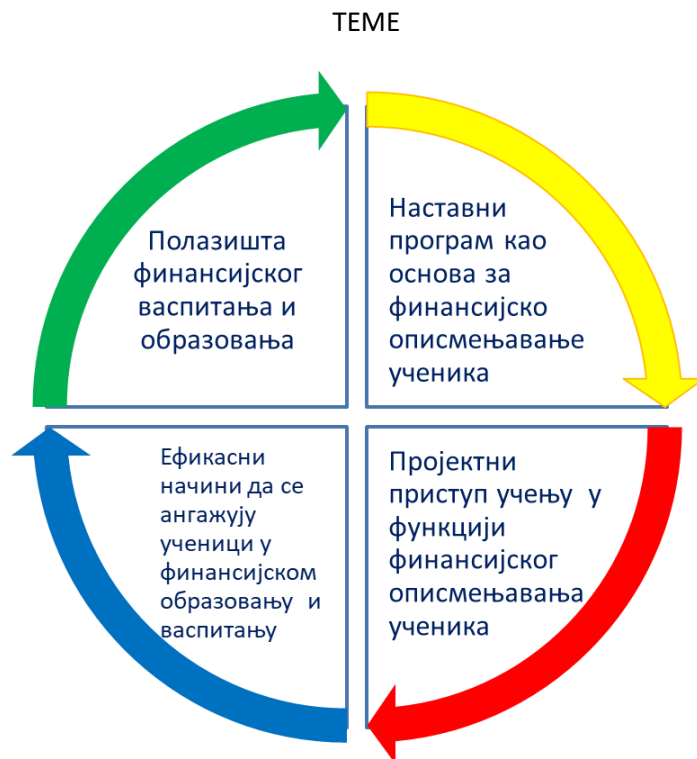 ТЕМЕ
Полазишта
финансијског
васпитања и
образовања
Наставни
програм као
основа за
финансијско
описмењавање
ученика
Пројектни
приступ учењу у
функцији
финансијског
описмењавања
ученика
Ефикасни
начини да се
ангажују
ученици у
финансијском
образовању и
васпитању